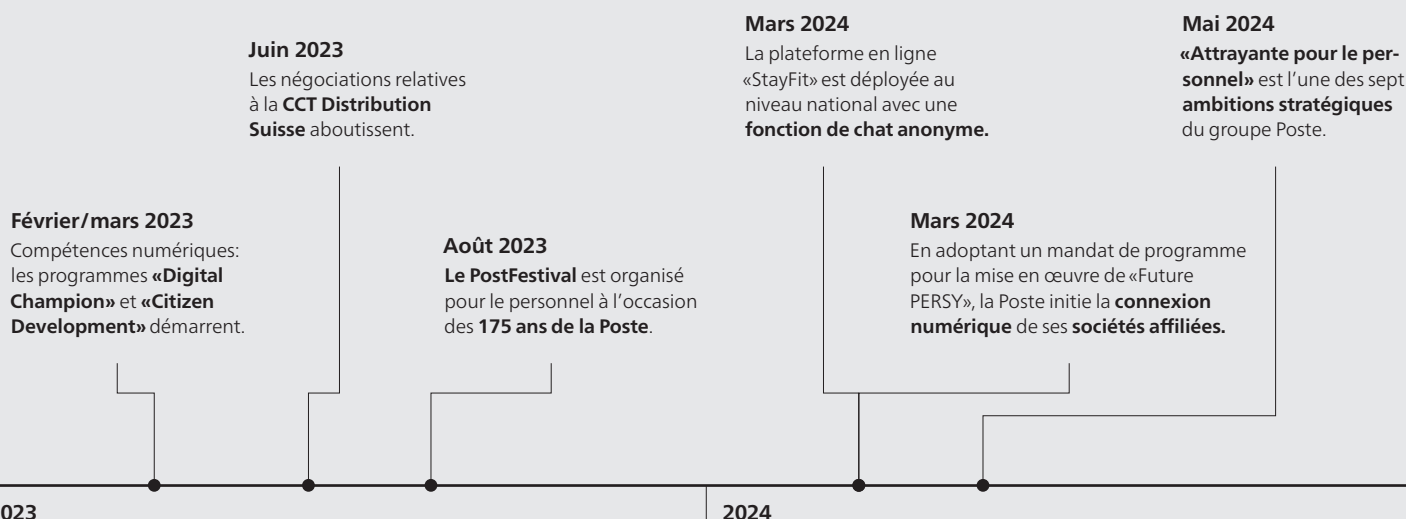 Février/mars 2023
Compétences numériques:
les programmes «Digital
Champion» et «Citizen
Development» démarrent.
Juin 2023
Les négociations relatives
à la CCT Distribution
Suisse aboutissent.
Août 2023
Le PostFestival est organisé
pour le personnel à l’occasion
des 175 ans de la Poste.
Mars 2024
La plateforme en ligne
«StayFit» est déployée au
niveau national avec une
fonction de chat anonyme.
Mars 2024
En adoptant un mandat de programme
pour la mise en œuvre de «Future
PERSY», la Poste initie la connexion
numérique de ses sociétés affiliées.
Mai 2024
«Attrayante pour le per-
sonnel» est l’une des sept
ambitions stratégiques
du groupe Poste.
023
2024